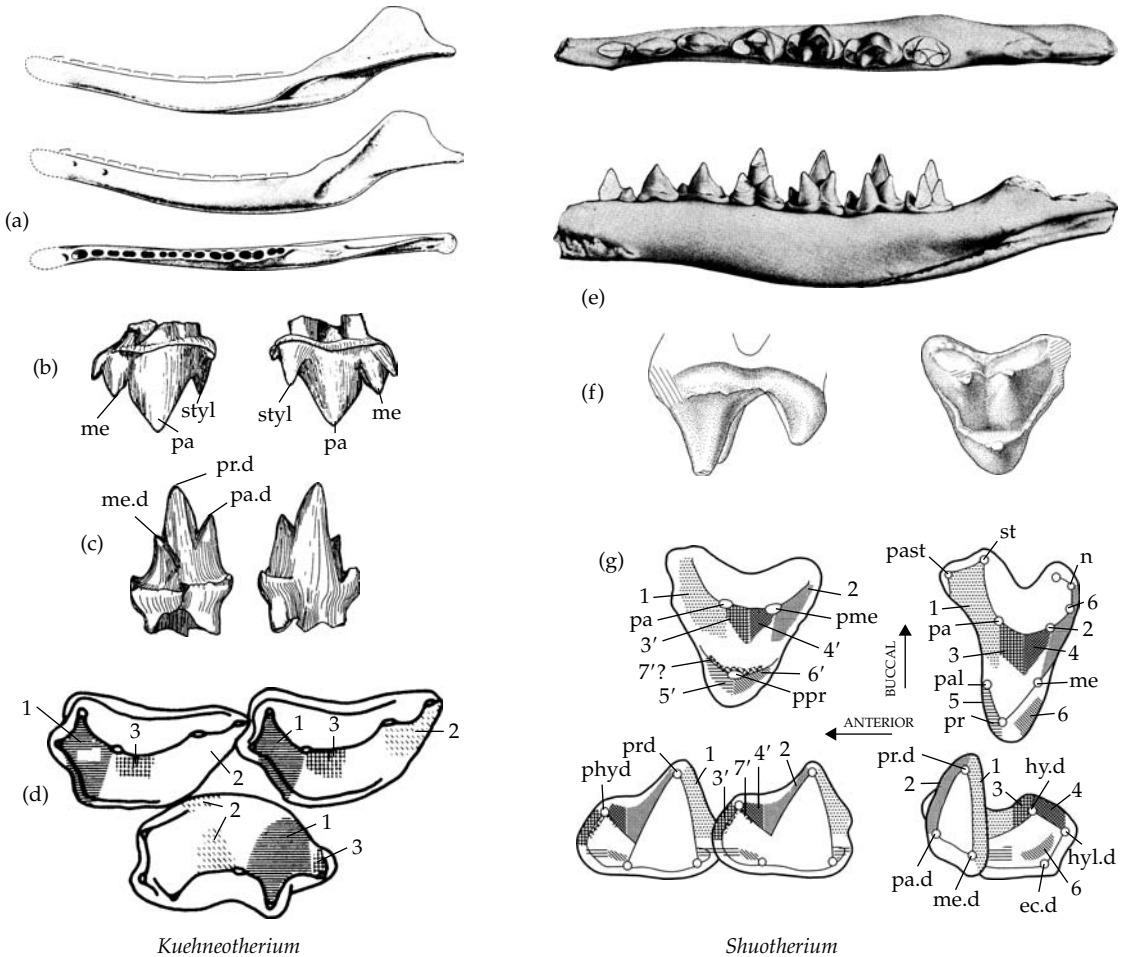 (a)
(b)
me
pa
styl
styl
pa
me
pr.d
me.d
pa.d
(c)
1
3
1
3
2
2
(d)
2
2
1
3
Kuehneotherium
(e)
(f)
(g)
1
pa
3′
7′?
5′
2
pme
4′
6′
ppr
past
st
n
1
6
pa
2
3
4
pal
me
5
pr
6
BUCCAL
ANTERIOR
phyd
prd
1
3′
7′
4′
2
pr.d
2
1
hy.d
3
4
pa.d
me.d
hyl.d
6
ec.d
Shuotherium